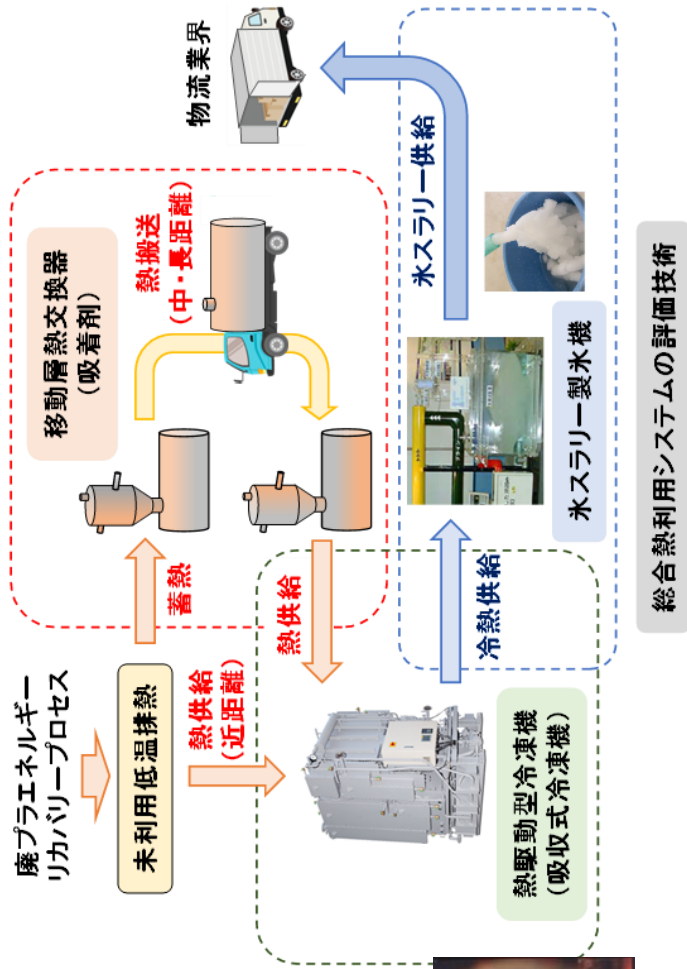 廃プラエネルギー
リカバリープロセス
未利用低温排熱
蓄熱
移動層熱交換器
(吸着剤)
熱搬送
(中・長距離)
熱供給
(近距離)
熱供給
熱駆動型冷凍機
(吸収式冷凍機)
冷熱供給
氷スラリー製氷機
氷スラリー供給
物流業界
総合熱利用システムの評価技術